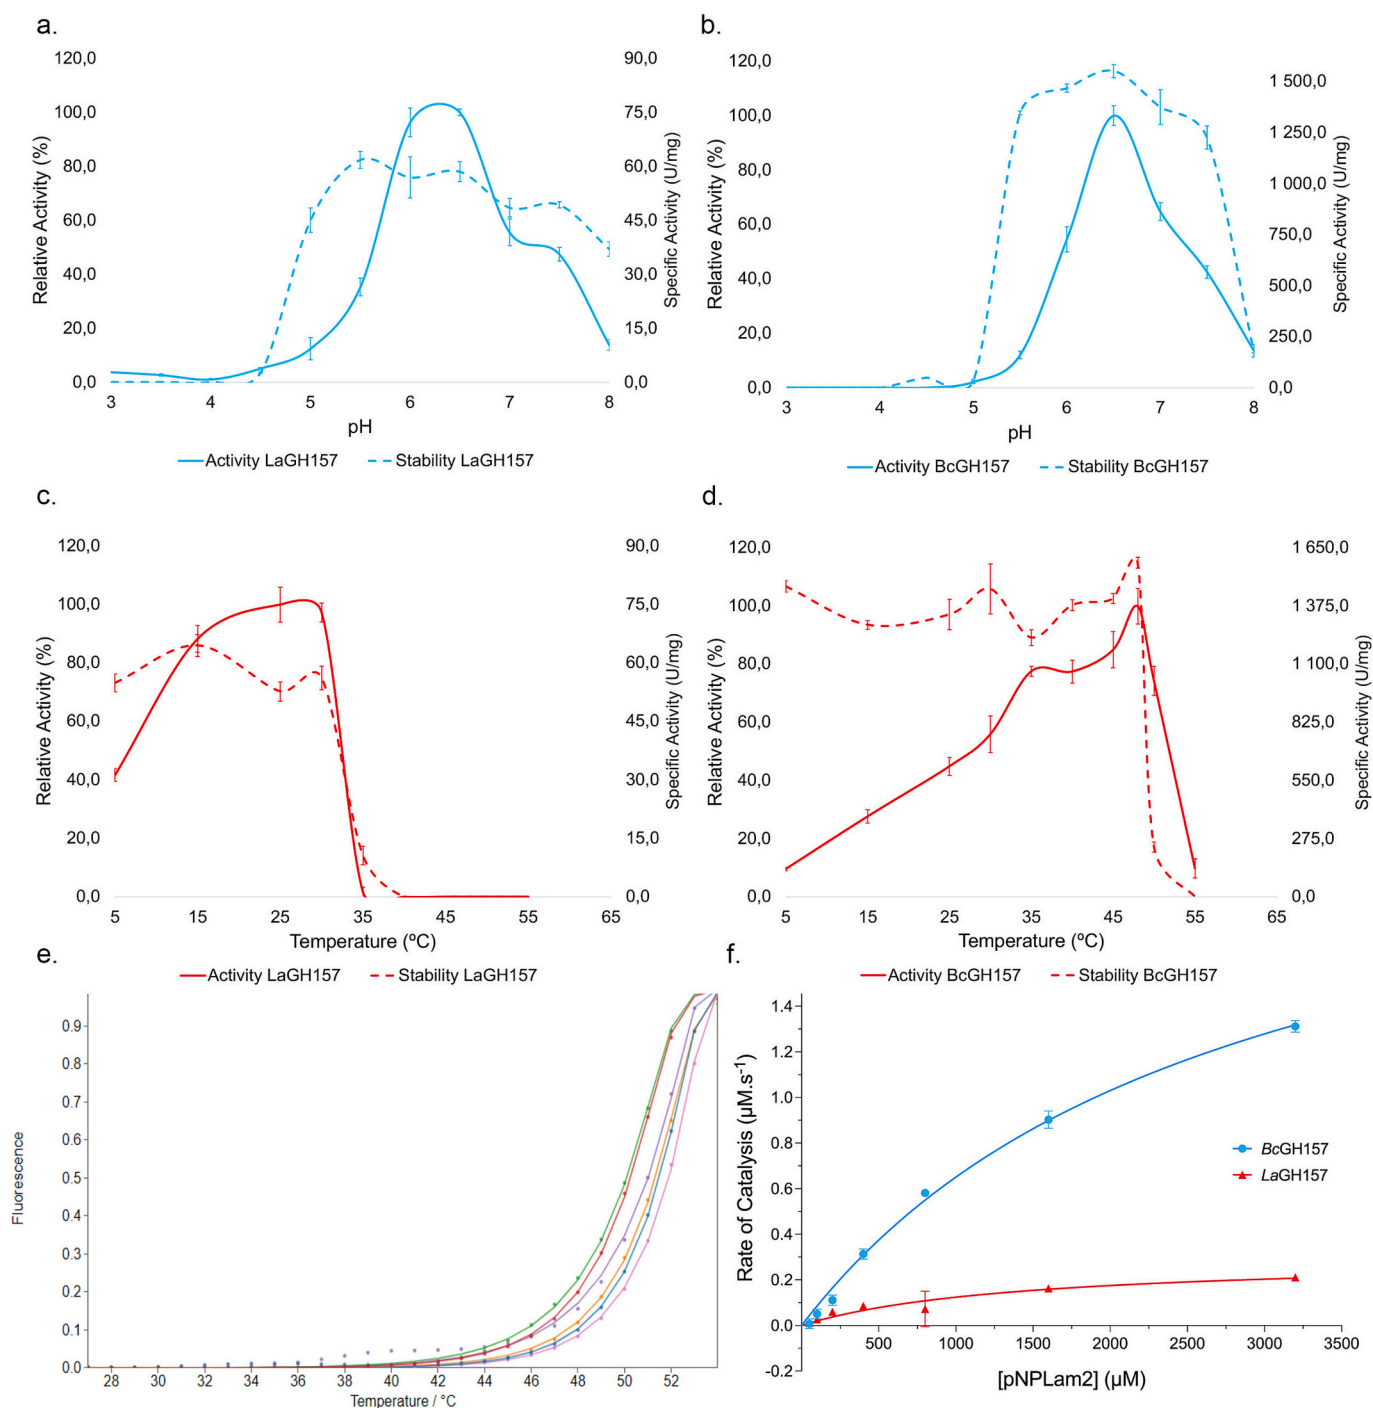 a.
120,0
100,0
80,0
60,0
40,0
20,0
0,0
Relative Activity (%)
90,0
75,0
60,0
45,0
30,0
15,0
0,0
Specific Activity (U/mg)
3 4 5 6 7 8
pH
Activity LaGH157 Stability LaGH157
b.
120,0
100,0
80,0
60,0
40,0
20,0
0,0
Relative Activity (%)
1 500,0
1 250,0
1 000,0
750,0
500,0
250,0
0,0
Specific Activity (U/mg)
3 4 5 6 7 8
pH
Activity BcGH157 Stability BcGH157
c.
120,0
100,0
80,0
60,0
40,0
20,0
0,0
Relative Activity (%)
90,0
75,0
60,0
45,0
30,0
15,0
0,0
Specific Activity (U/mg)
5 15 25 35 45 55 65
Temperature (ºC)
Activity LaGH157 Stability LaGH157
d.
120,0
100,0
80,0
60,0
40,0
20,0
0,0
Relative Activity (%)
1 650,0
1 375,0
1 100,0
825,0
550,0
275,0
0,0
Specific Activity (U/mg)
5 15 25 35 45 55 65
Temperature (ºC)
Activity BcGH157 Stability BcGH157
e.
0.9
0.8
0.7
0.6
0.5
0.4
0.3
0.2
0.1
0.0
Fluorescence
28 30 32 34 36 38 40 42 44 46 48 50 52
Temperature / °C
f.
1.4
1.2
1.0
0.8
0.6
0.4
0.2
0.0
-0.2
Rate of Catalysis (µM.s-1)
500 1000 1500 2000 2500 3000 3500
[pNPLam2] (µM)
BcGH157
LaGH157